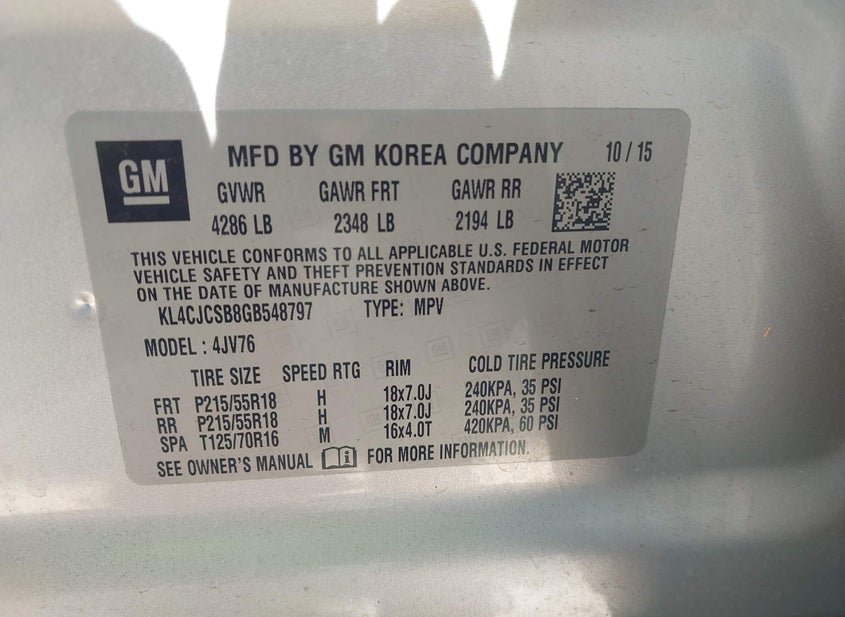 GM
MFD BY GM KOREA COMPANY 10 / 15
GVWR GAWR FRT GAWR RR
4286 LB 2348 LB 2194 LB
THIS VEHICLE CONFORMS TO ALL APPLICABLE U.S. FEDERAL MOTOR
VEHICLE SAFETY AND THEFT PREVENTION STANDARDS IN EFFECT
ON THE DATE OF MANUFACTURE SHOWN ABOVE.
KL4CJCSB8GB548797 TYPE: MPV
MODEL : 4JV76
TIRE SIZE SPEED RTG RIM COLD TIRE PRESSURE
FRT P215/55R18 H 18x7.0J 240KPA, 35 PSI
RR P215/55R18 H 18x7.0J 240KPA, 35 PSI
SPA T125/70R16 M 16x4.0T 420KPA, 60 PSI
SEE OWNER'S MANUAL i FOR MORE INFORMATION.